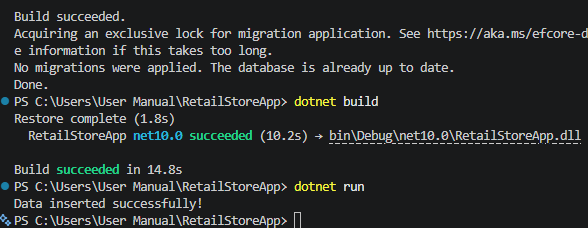 Build succeeded.
Acquiring an exclusive lock for migration application. See https://aka.ms/efcore-d
e information if this takes too long.
No migrations were applied. The database is already up to date.
Done.
PS C:\Users\User Manual\RetailStoreApp> dotnet build
Restore complete (1.8s)
RetailStoreApp net10.0 succeeded (10.2s) → bin\Debug\net10.0\RetailStoreApp.dll
Build succeeded in 14.8s
PS C:\Users\User Manual\RetailStoreApp> dotnet run
Data inserted successfully!
PS C:\Users\User Manual\RetailStoreApp>